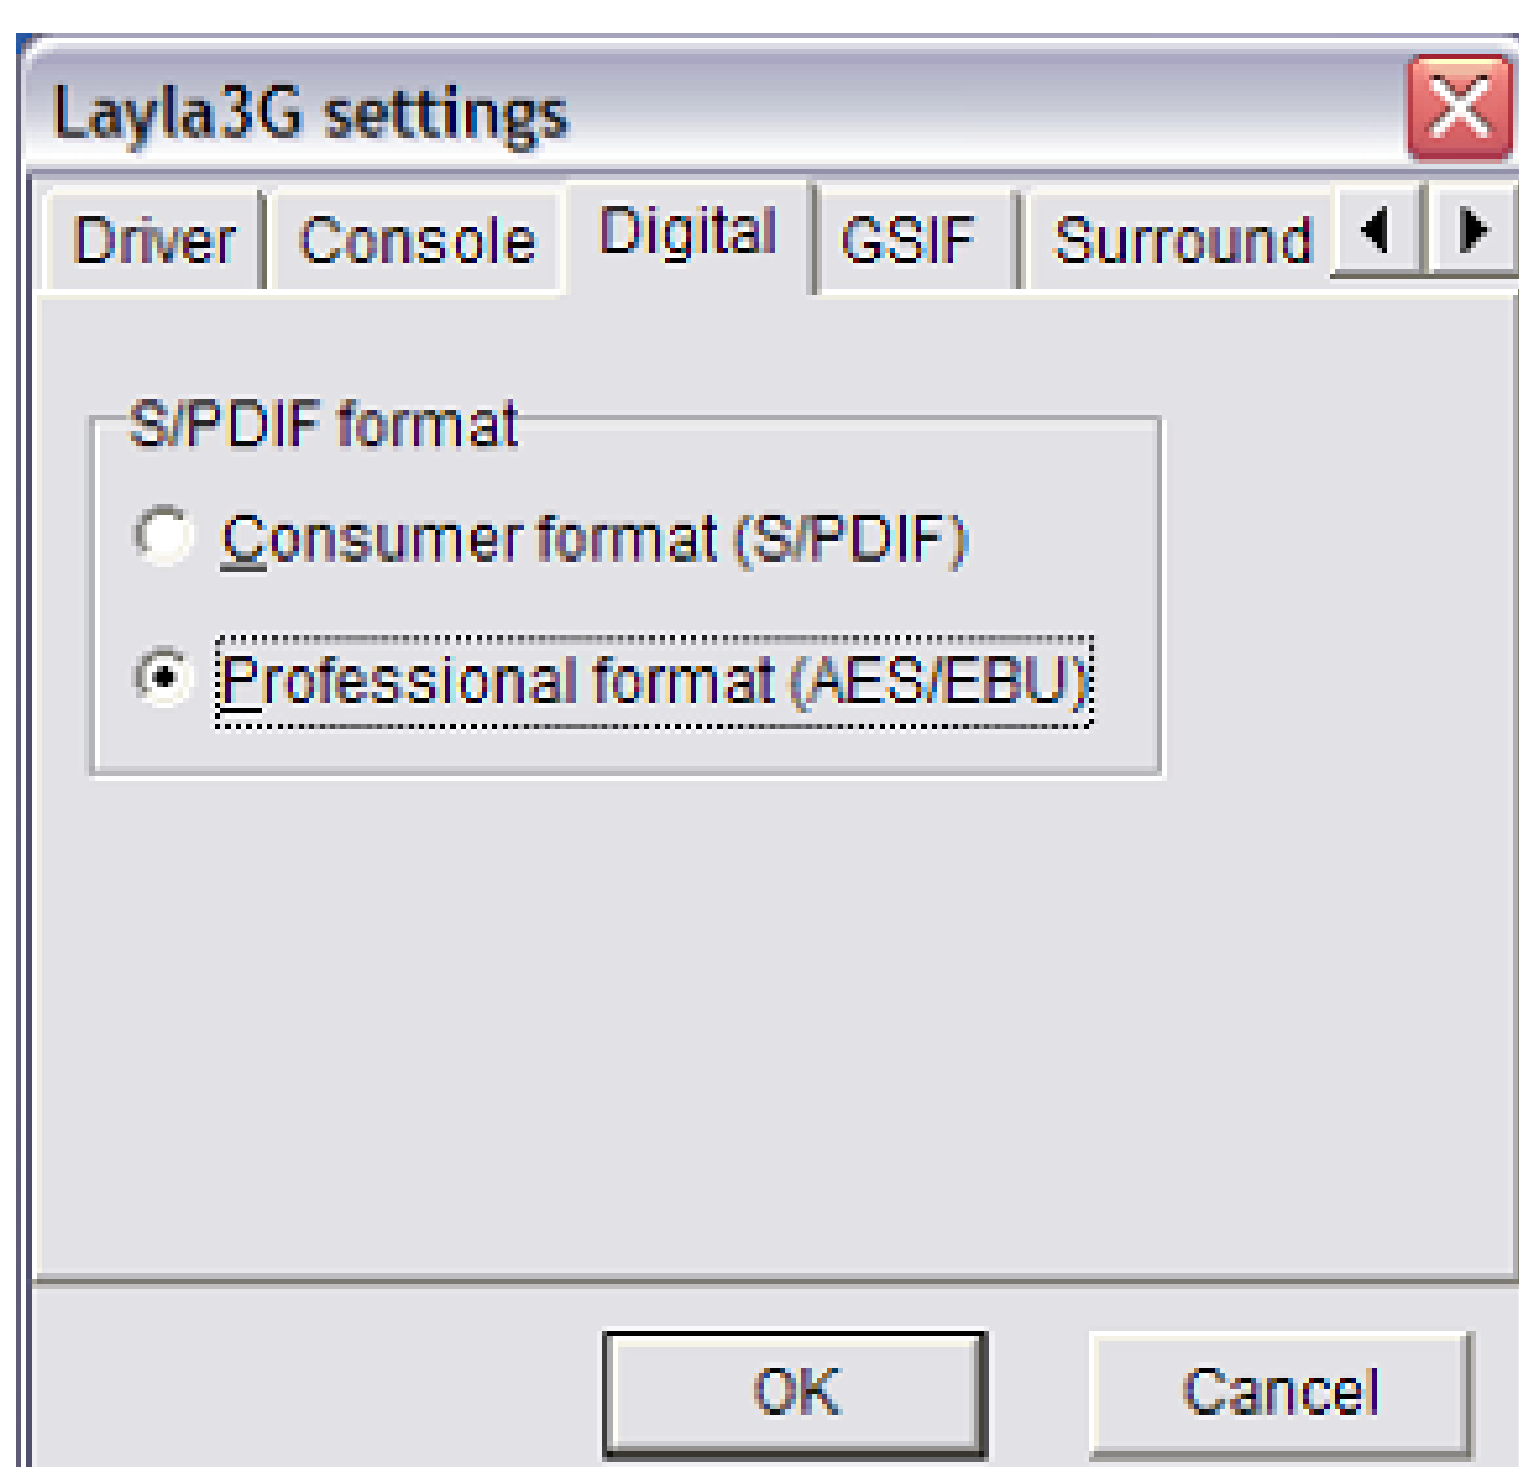 Layla3G settings
Driver Console Digital GSIF Surround
S/PDIF format
Consumer format (S/PDIF)
Professional format (AES/EBU)
OK Cancel